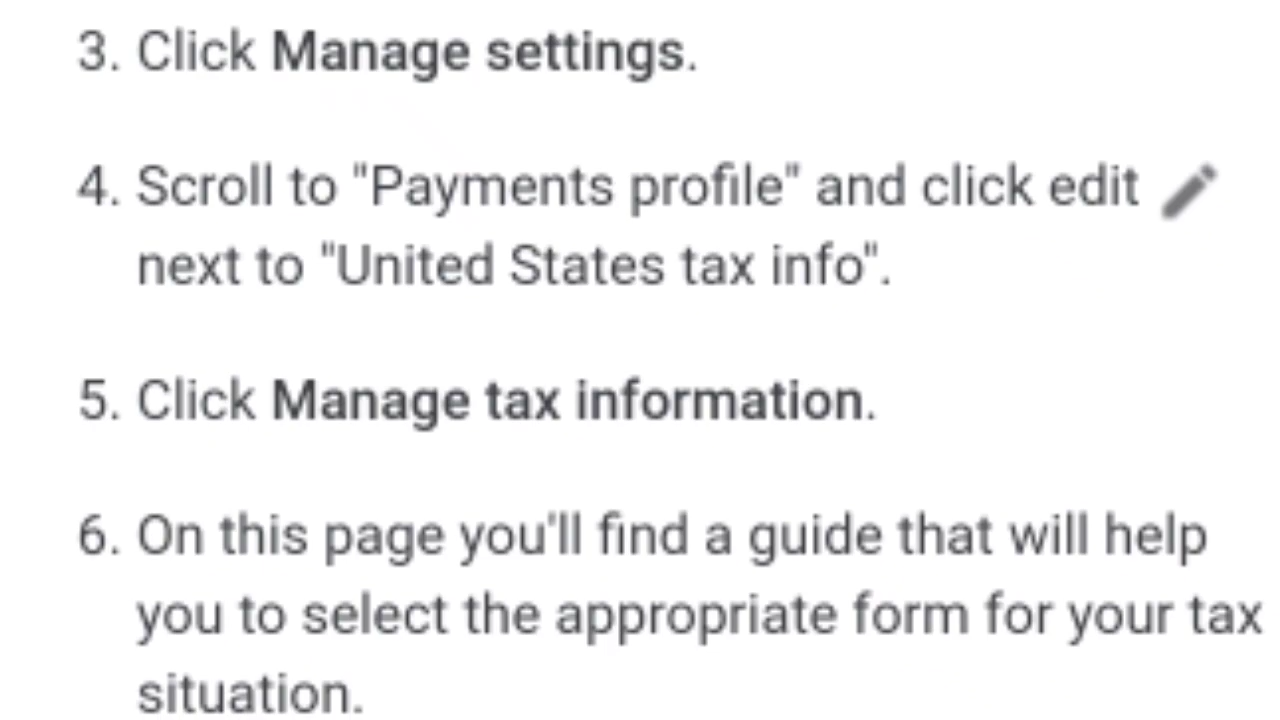 3. Click Manage settings.
4. Scroll to "Payments profile" and click edit
next to "United States tax info".
5. Click Manage tax information.
6. On this page you'll find a guide that will help
you to select the appropriate form for your tax
situation.